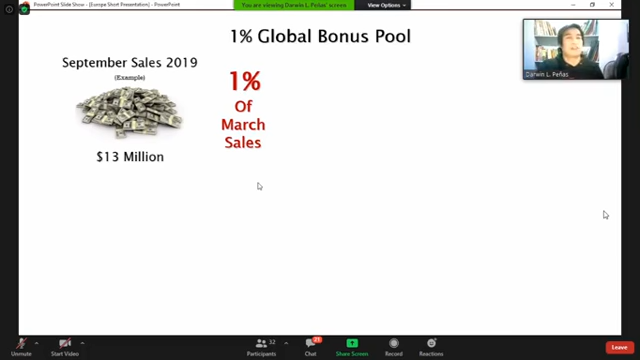 PowerPoint Slide Show - [Europa Short Presentation] - PowerPoint
You are viewing Darwin L. Peñas's screen
View Options
1% Global Bonus Pool
September Sales 2019
(Example)
$13 Million
1%
Of
March
Sales
Darwin L. Peñas
Unmute
Start Video
32
Participants
21
Chat
Share Screen
Record
Reactions
Leave